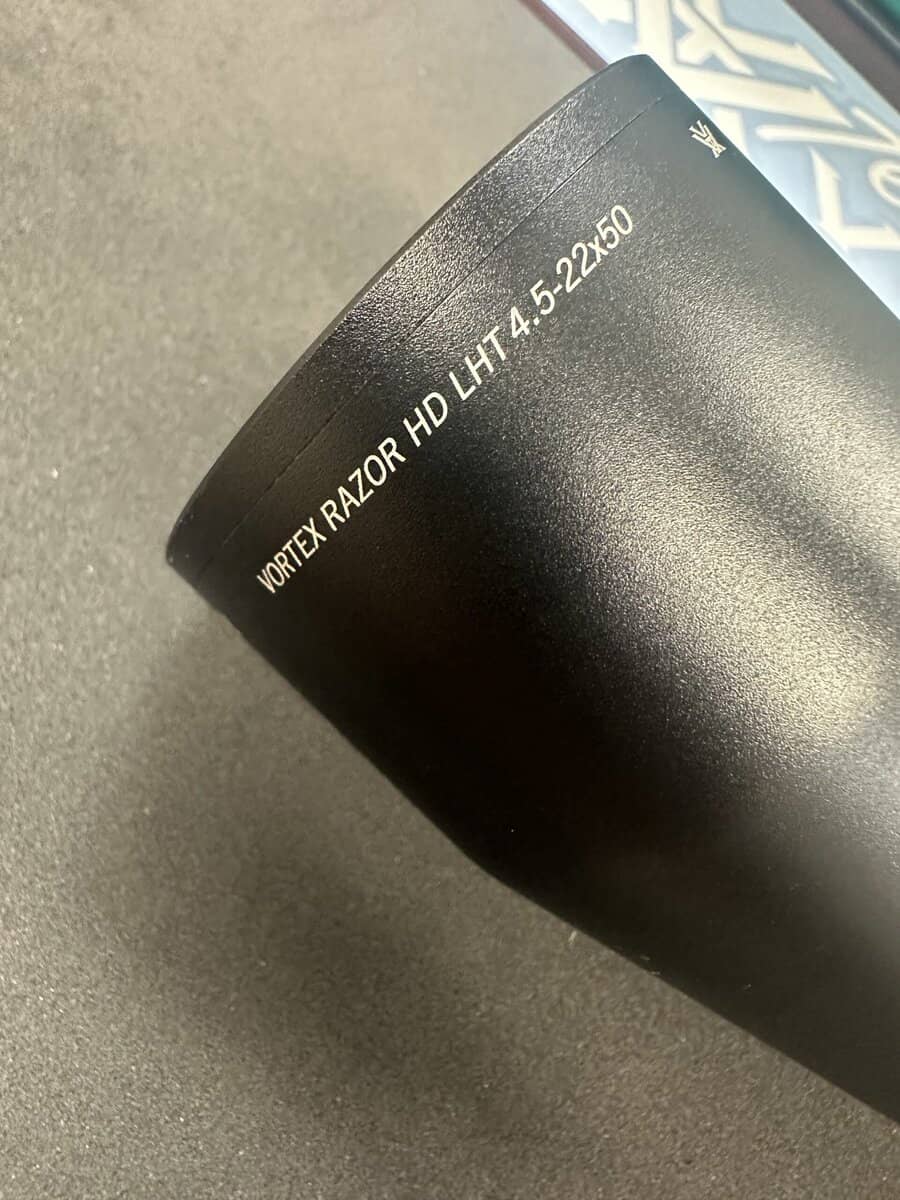 VORTEX RAZOR HD LHT 4.5-22x50